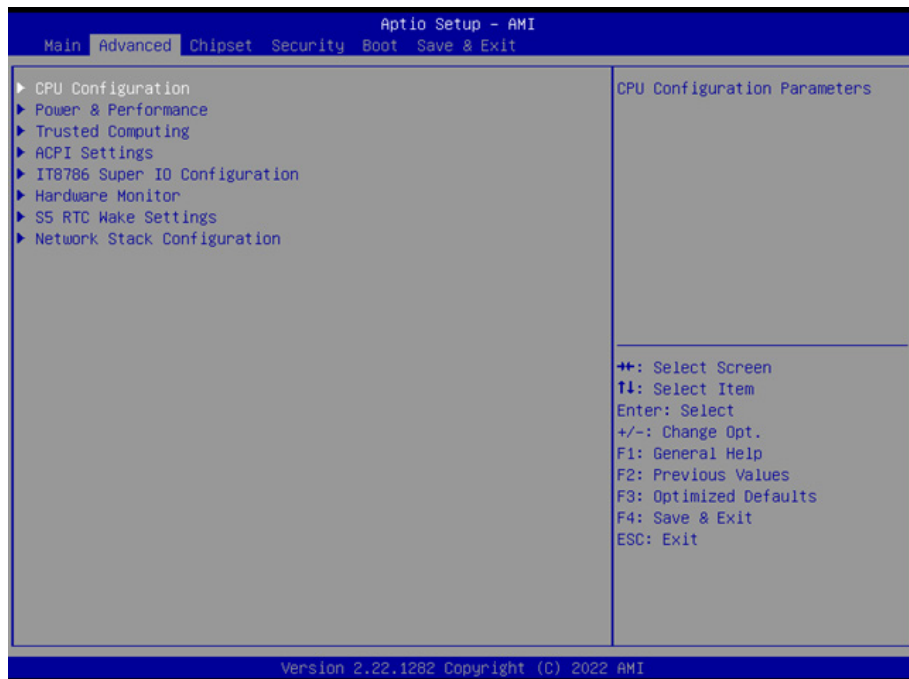 Aptio Setup – AMI
Main Advanced Chipset Security Boot Save & Exit
▶ CPU Configuration
▶ Power & Performance
▶ Trusted Computing
▶ ACPI Settings
▶ IT8786 Super IO Configuration
▶ Hardware Monitor
▶ S5 RTC Wake Settings
▶ Network Stack Configuration
CPU Configuration Parameters
→←: Select Screen
↑↓: Select Item
Enter: Select
+/-: Change Opt.
F1: General Help
F2: Previous Values
F3: Optimized Defaults
F4: Save & Exit
ESC: Exit
Version 2.22.1282 Copyright (C) 2022 AMI